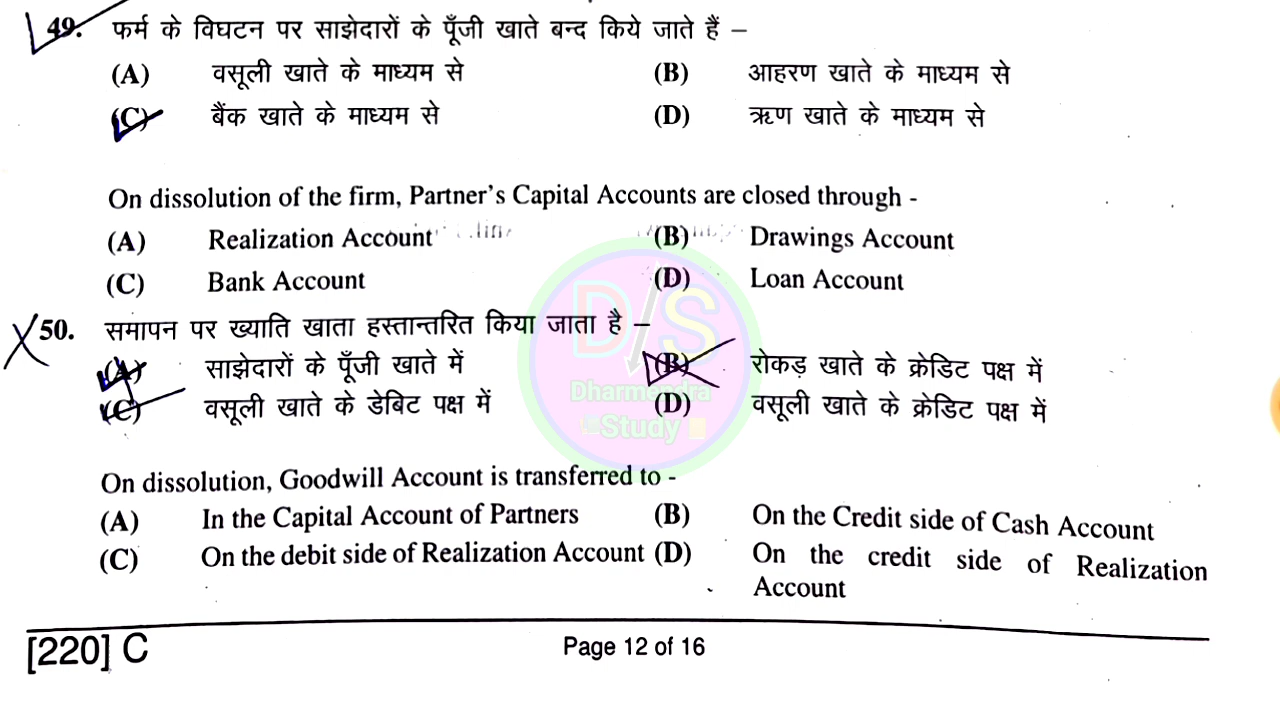 49. फर्म के विघटन पर साझेदारों के पूँजी खाते बन्द किये जाते हैं –
(A) वसूली खाते के माध्यम से (B) आहरण खाते के माध्यम से
(C) बैंक खाते के माध्यम से (D) ऋण खाते के माध्यम से
On dissolution of the firm, Partner's Capital Accounts are closed through -
(A) Realization Account (B) Drawings Account
(C) Bank Account (D) Loan Account
50. समापन पर ख्याति खाता हस्तान्तरित किया जाता है –
(A) साझेदारों के पूँजी खाते में (B) रोकड़ खाते के क्रेडिट पक्ष में
(C) वसूली खाते के डेबिट पक्ष में (D) वसूली खाते के क्रेडिट पक्ष में
On dissolution, Goodwill Account is transferred to -
(A) In the Capital Account of Partners (B) On the Credit side of Cash Account
(C) On the debit side of Realization Account (D) On the credit side of Realization
Account
[220] C Page 12 of 16
D/S
Dharmendra
Study